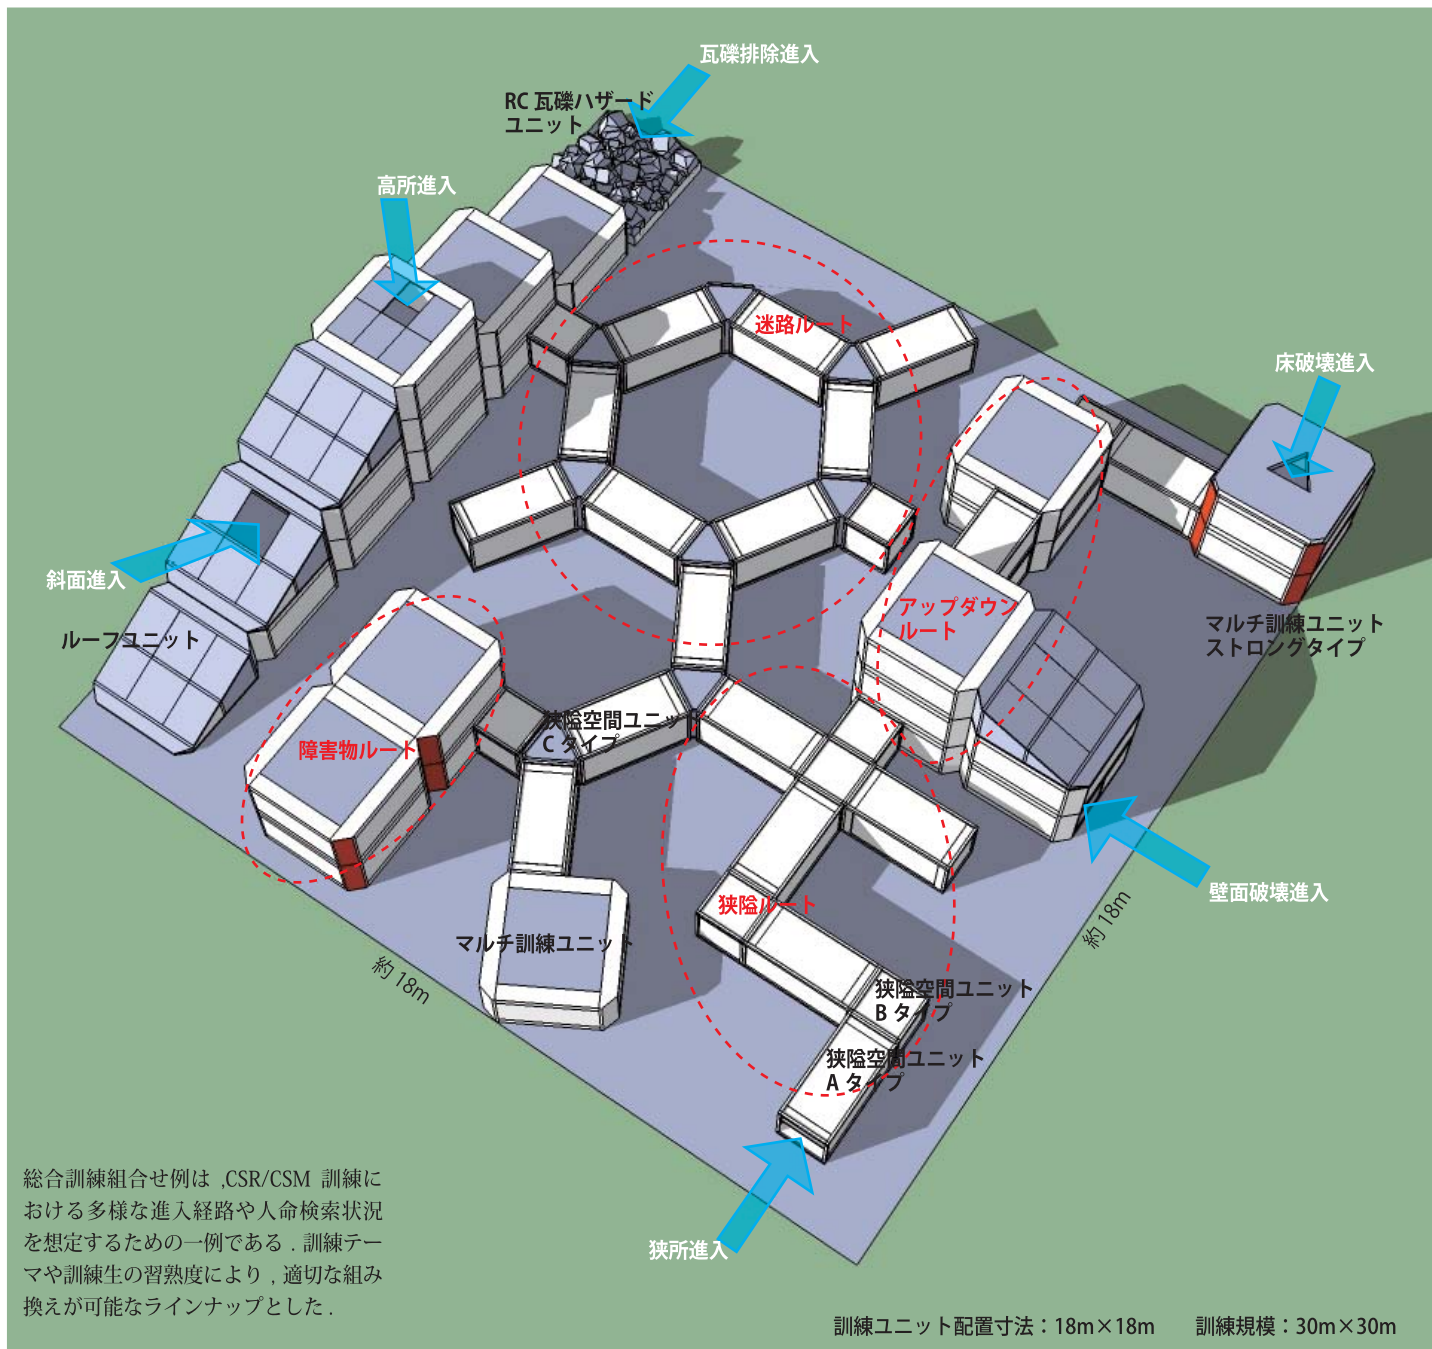 瓦礫排除進入
RC 瓦礫ハザード
ユニット
高所進入
迷路ルート
床破壊進入
斜面進入
アップダウン
ルート
マルチ訓練ユニット
ストロングタイプ
ルーフユニット
狭隘空間ユニット
C タイプ
障害物ルート
壁面破壊進入
狭隘ルート
約 18m
マルチ訓練ユニット
約 18m
狭隘空間ユニット
B タイプ
狭隘空間ユニット
A タイプ
狭所進入
総合訓練組合せ例は ,CSR/CSM 訓練に
おける多様な進入経路や人命検索状況
を想定するための一例である . 訓練テー
マや訓練生の習熟度により , 適切な組み
換えが可能なラインナップとした .
訓練ユニット配置寸法：18m×18m　　訓練規模：30m×30m